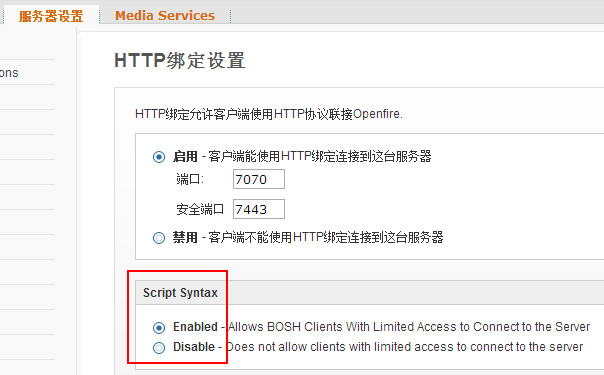 服务器设置 Media Services
ons
HTTP绑定设置
HTTP绑定允许客户端使用HTTP协议联接Openfire.
启用 - 客户端能使用HTTP绑定连接到这台服务器
端口: 7070
安全端口 7443
禁用 - 客户端不能使用HTTP绑定连接到这台服务器
Script Syntax
Enabled - Allows BOSH Clients With Limited Access to Connect to the Server
Disable - Does not allow clients with limited access to connect to the server